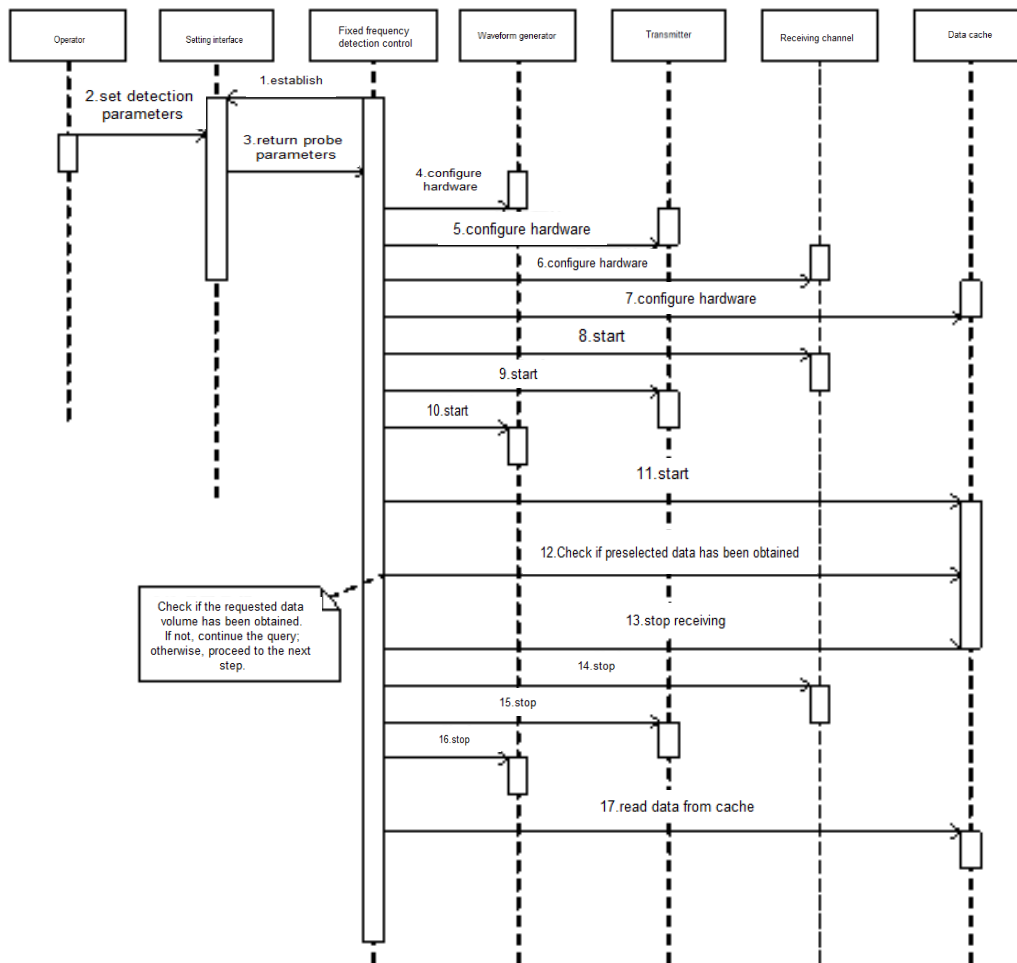 Operator
Setting interface
Fixed frequency
detection control
Waveform generator
Transmitter
Receiving channel
Data cache
1.establish
2.set detection
parameters
3.return probe
parameters
4.configure
hardware
5.configure hardware
6.configure hardware
7.configure hardware
8.start
9.start
10.start
11.start
12.Check if preselected data has been obtained
Check if the requested data
volume has been obtained.
If not, continue the query;
otherwise, proceed to the next
step.
13.stop receiving
14.stop
15.stop
16.stop
17.read data from cache